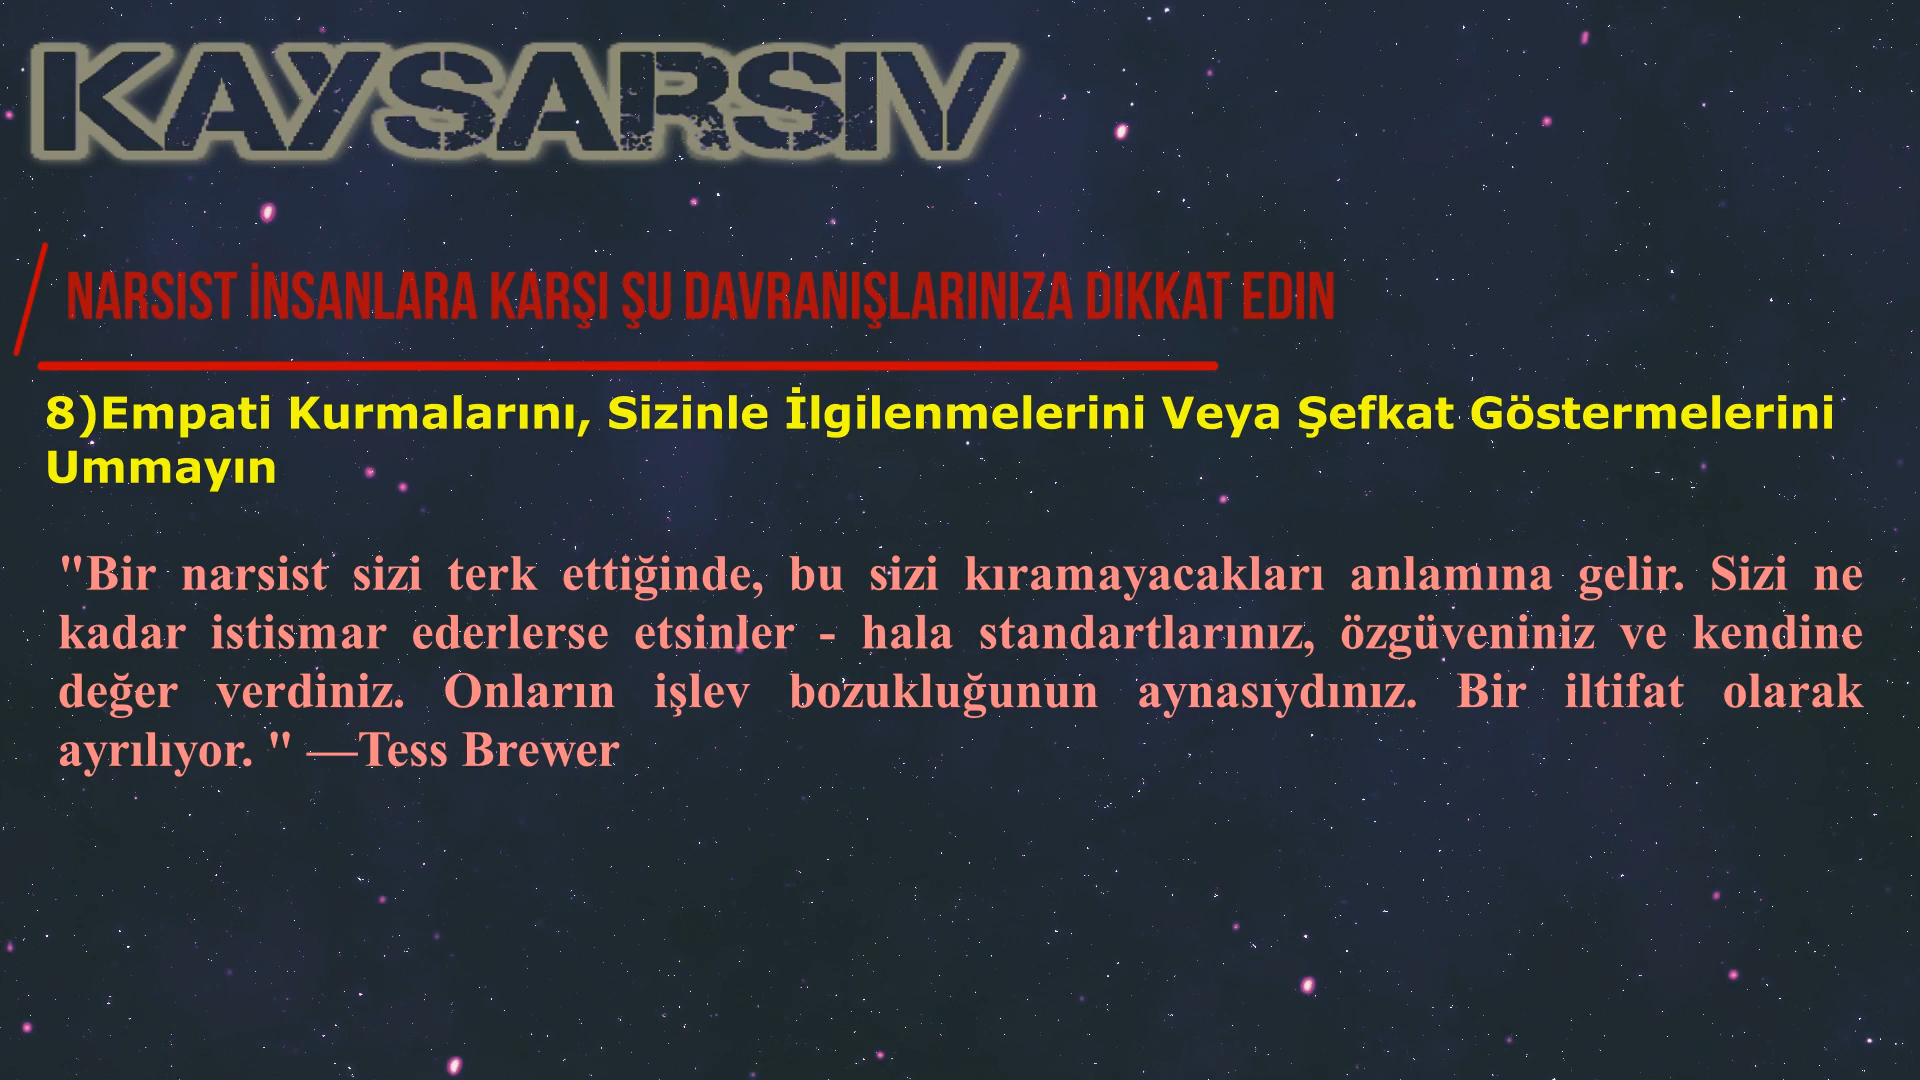 KAYSARSIV
NARSIST İNSANLARA KARŞI ŞU DAVRANIŞLARINIZA DIKKAT EDIN
8)Empati Kurmalarını, Sizinle İlgilenmelerini Veya Şefkat Göstermelerini
Ummayın
"Bir narsist sizi terk ettiğinde, bu sizi kıramayacakları anlamına gelir. Sizi ne
kadar istismar ederlerse etsinler - hala standartlarınız, özgüveniniz ve kendine
değer verdiniz. Onların işlev bozukluğunun aynasıydınız. Bir iltifat olarak
ayrılıyor. " —Tess Brewer